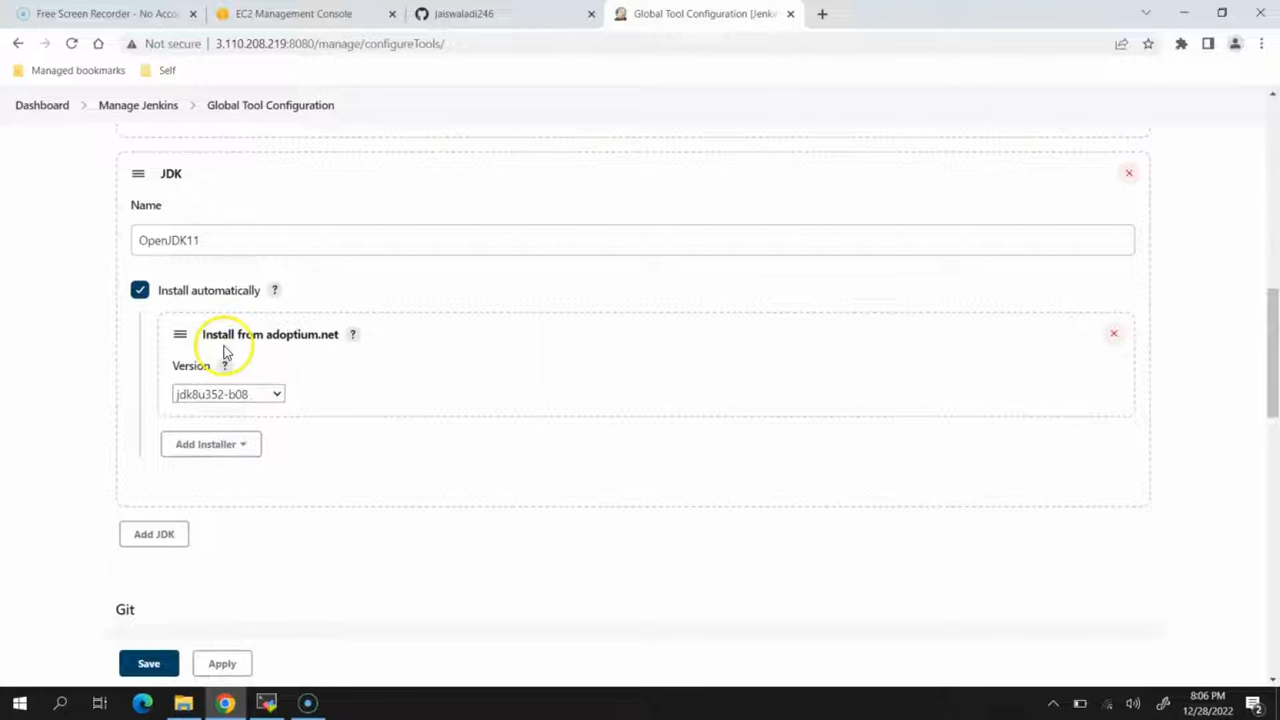 Free Screen Recorder - No Acco
EC2 Management Console
jaiswaladi246
Global Tool Configuration [Jenki
Not secure
3.110.208.219:8080/manage/configureTools/
Managed bookmarks
Self
Dashboard
Manage Jenkins
Global Tool Configuration
JDK
Name
OpenJDK11
Install automatically ?
Install from adoptium.net ?
Version ?
jdk8u352-b08
Add Installer
Add JDK
Git
Save
Apply
8:06 PM
12/28/2022
2